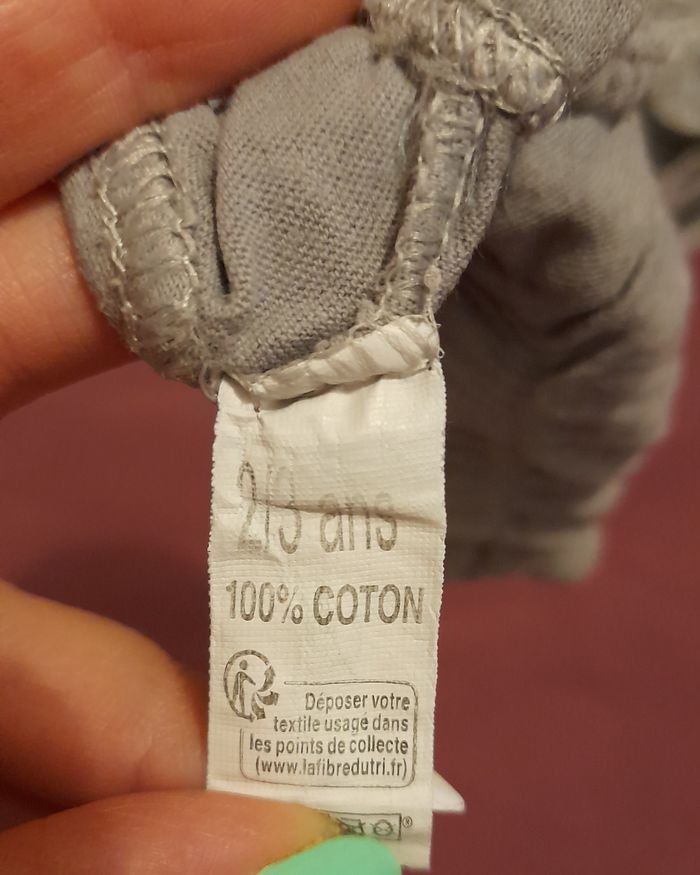 2/3 ans
100% COTON
Déposer votre
textile usagé dans
les points de collecte
(www.lafibredutri.fr)
®